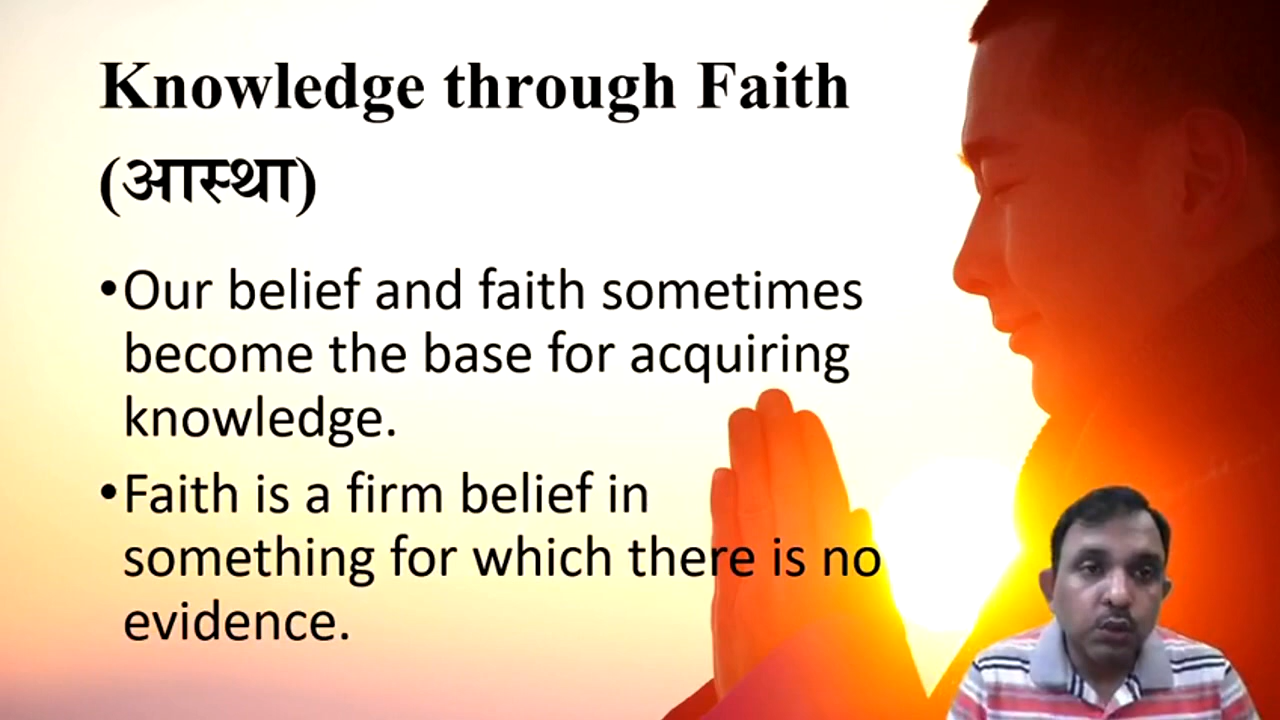 Knowledge through Faith
(आस्था)
•Our belief and faith sometimes
become the base for acquiring
knowledge.
•Faith is a firm belief in
something for which there is no
evidence.